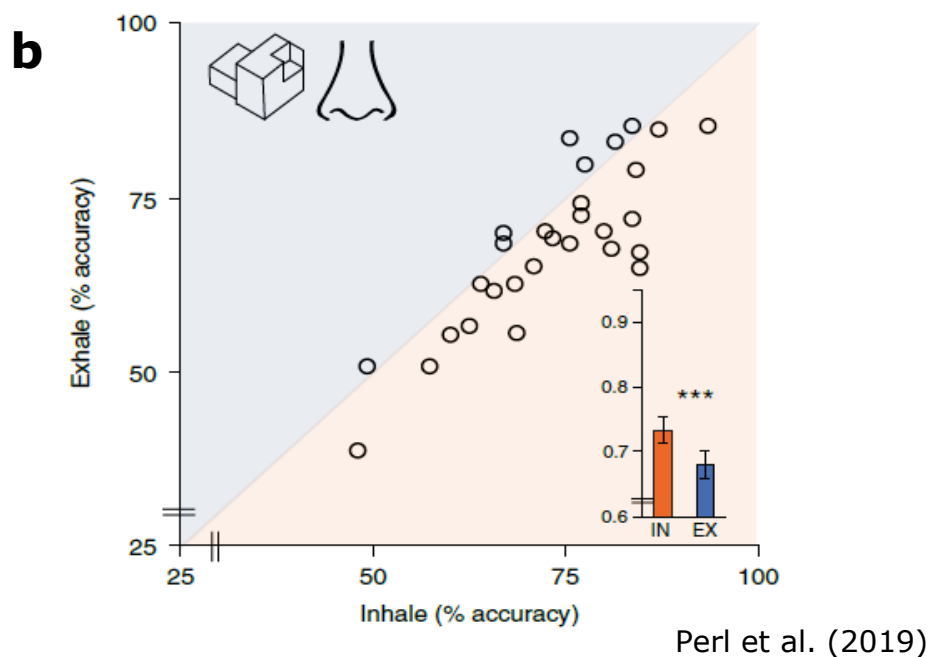 b
100
75
50
25
Exhale (% accuracy)
25 50 75 100
Inhale (% accuracy)
0.9
0.8
0.7
0.6
***
IN EX
Perl et al. (2019)